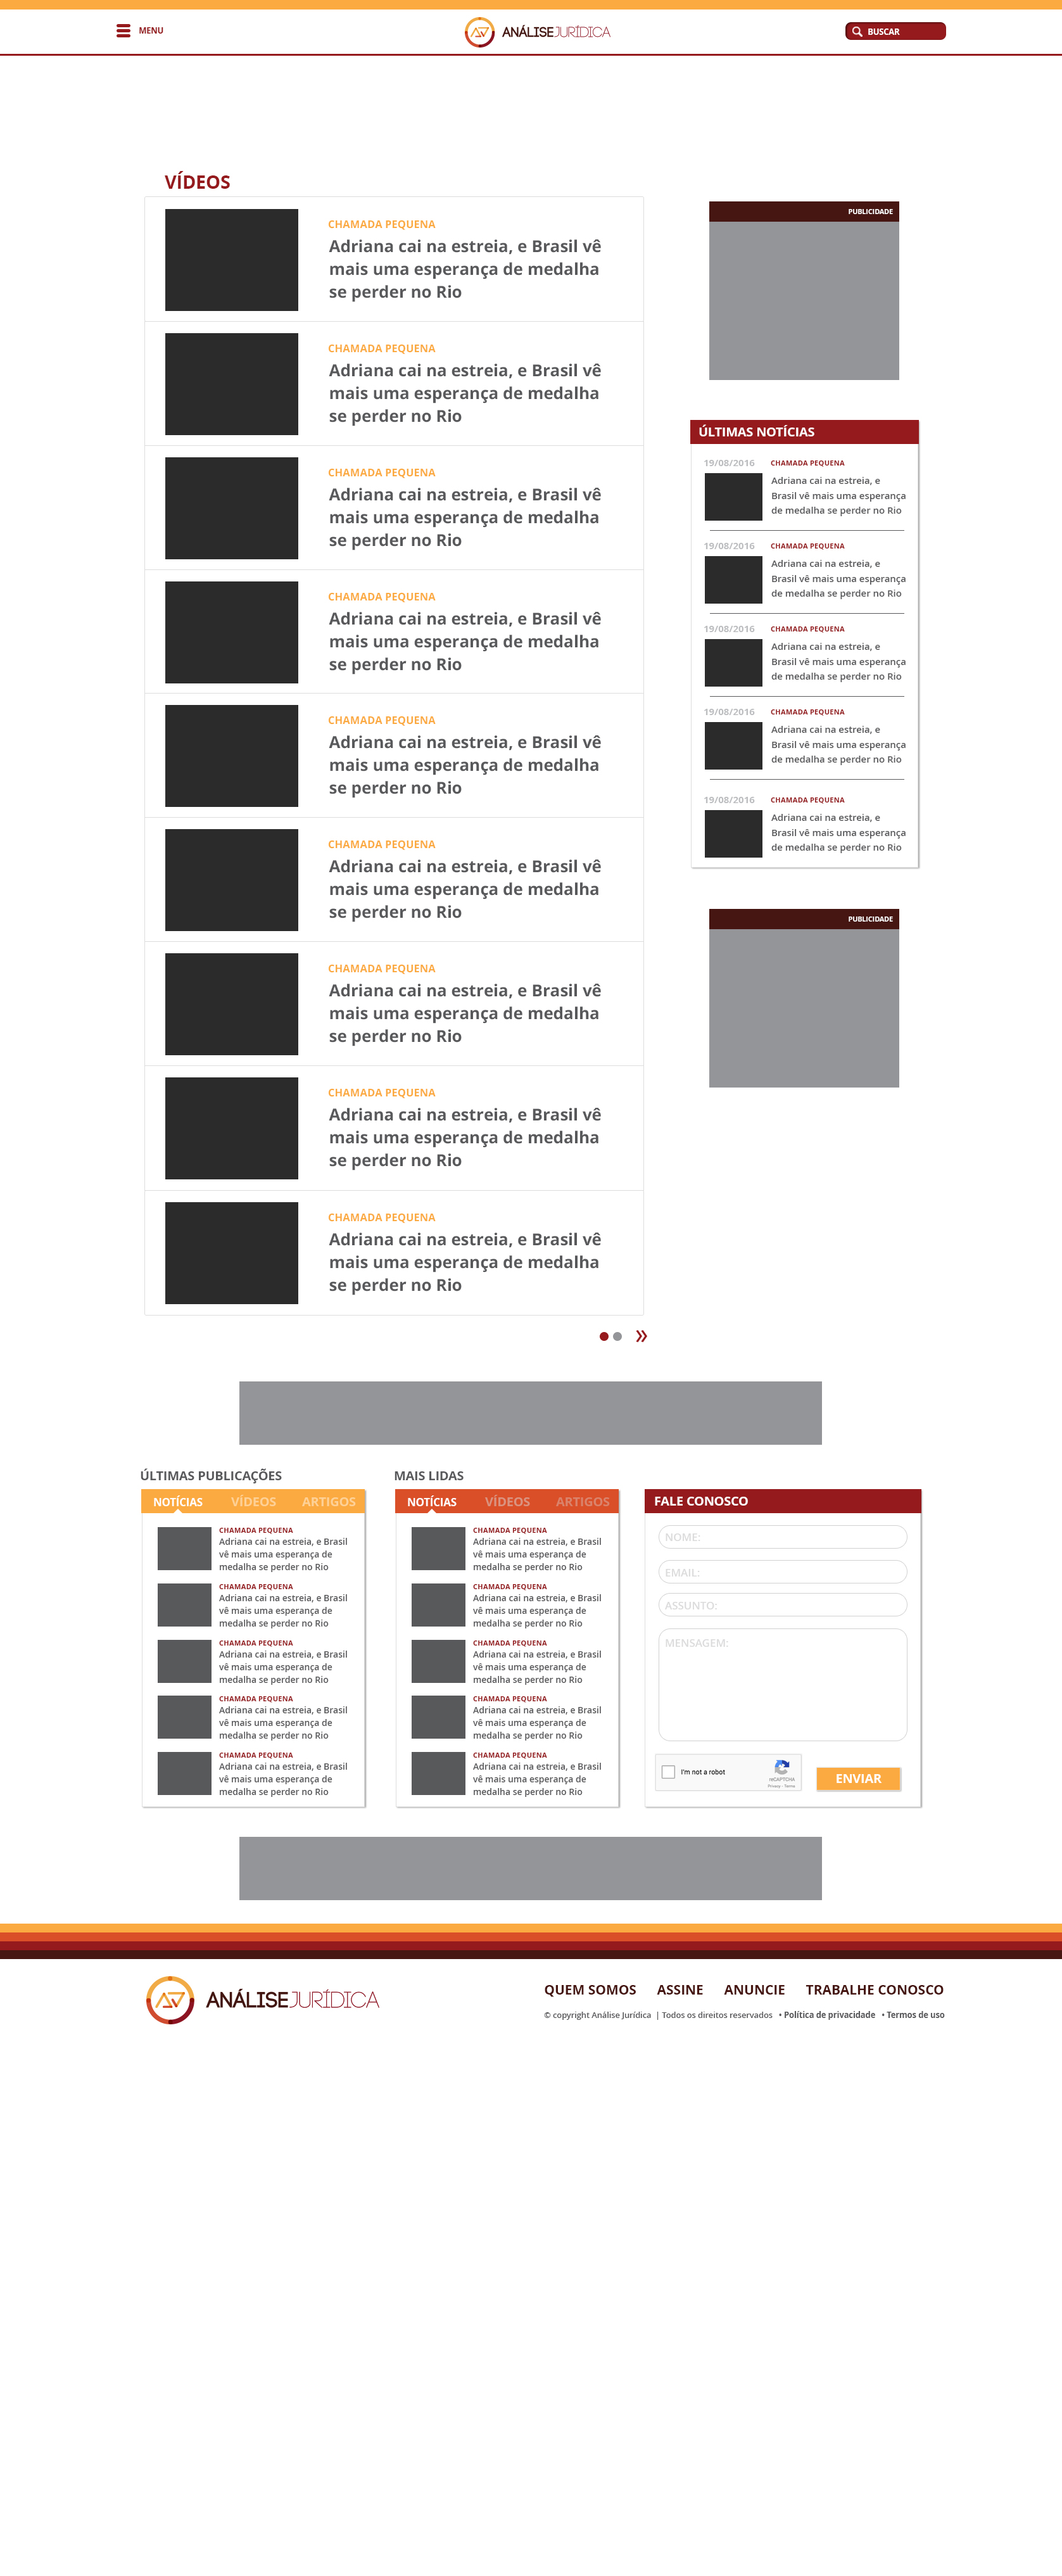 MENU
ANÁLISEJURÍDICA
BUSCAR
VÍDEOS
CHAMADA PEQUENA
Adriana cai na estreia, e Brasil vê
mais uma esperança de medalha
se perder no Rio
CHAMADA PEQUENA
Adriana cai na estreia, e Brasil vê
mais uma esperança de medalha
se perder no Rio
CHAMADA PEQUENA
Adriana cai na estreia, e Brasil vê
mais uma esperança de medalha
se perder no Rio
CHAMADA PEQUENA
Adriana cai na estreia, e Brasil vê
mais uma esperança de medalha
se perder no Rio
CHAMADA PEQUENA
Adriana cai na estreia, e Brasil vê
mais uma esperança de medalha
se perder no Rio
CHAMADA PEQUENA
Adriana cai na estreia, e Brasil vê
mais uma esperança de medalha
se perder no Rio
CHAMADA PEQUENA
Adriana cai na estreia, e Brasil vê
mais uma esperança de medalha
se perder no Rio
CHAMADA PEQUENA
Adriana cai na estreia, e Brasil vê
mais uma esperança de medalha
se perder no Rio
CHAMADA PEQUENA
Adriana cai na estreia, e Brasil vê
mais uma esperança de medalha
se perder no Rio
»
PUBLICIDADE
ÚLTIMAS NOTÍCIAS
19/08/2016 CHAMADA PEQUENA
Adriana cai na estreia, e
Brasil vê mais uma esperança
de medalha se perder no Rio
19/08/2016 CHAMADA PEQUENA
Adriana cai na estreia, e
Brasil vê mais uma esperança
de medalha se perder no Rio
19/08/2016 CHAMADA PEQUENA
Adriana cai na estreia, e
Brasil vê mais uma esperança
de medalha se perder no Rio
19/08/2016 CHAMADA PEQUENA
Adriana cai na estreia, e
Brasil vê mais uma esperança
de medalha se perder no Rio
19/08/2016 CHAMADA PEQUENA
Adriana cai na estreia, e
Brasil vê mais uma esperança
de medalha se perder no Rio
PUBLICIDADE
ÚLTIMAS PUBLICAÇÕES
NOTÍCIAS VÍDEOS ARTIGOS
CHAMADA PEQUENA
Adriana cai na estreia, e Brasil
vê mais uma esperança de
medalha se perder no Rio
CHAMADA PEQUENA
Adriana cai na estreia, e Brasil
vê mais uma esperança de
medalha se perder no Rio
CHAMADA PEQUENA
Adriana cai na estreia, e Brasil
vê mais uma esperança de
medalha se perder no Rio
CHAMADA PEQUENA
Adriana cai na estreia, e Brasil
vê mais uma esperança de
medalha se perder no Rio
CHAMADA PEQUENA
Adriana cai na estreia, e Brasil
vê mais uma esperança de
medalha se perder no Rio
MAIS LIDAS
NOTÍCIAS VÍDEOS ARTIGOS
CHAMADA PEQUENA
Adriana cai na estreia, e Brasil
vê mais uma esperança de
medalha se perder no Rio
CHAMADA PEQUENA
Adriana cai na estreia, e Brasil
vê mais uma esperança de
medalha se perder no Rio
CHAMADA PEQUENA
Adriana cai na estreia, e Brasil
vê mais uma esperança de
medalha se perder no Rio
CHAMADA PEQUENA
Adriana cai na estreia, e Brasil
vê mais uma esperança de
medalha se perder no Rio
CHAMADA PEQUENA
Adriana cai na estreia, e Brasil
vê mais uma esperança de
medalha se perder no Rio
FALE CONOSCO
NOME:
EMAIL:
ASSUNTO:
MENSAGEM:
I'm not a robot
reCAPTCHA
Privacy - Terms
ENVIAR
ANÁLISEJURÍDICA
QUEM SOMOS ASSINE ANUNCIE TRABALHE CONOSCO
© copyright Análise Jurídica | Todos os direitos reservados • Política de privacidade • Termos de uso